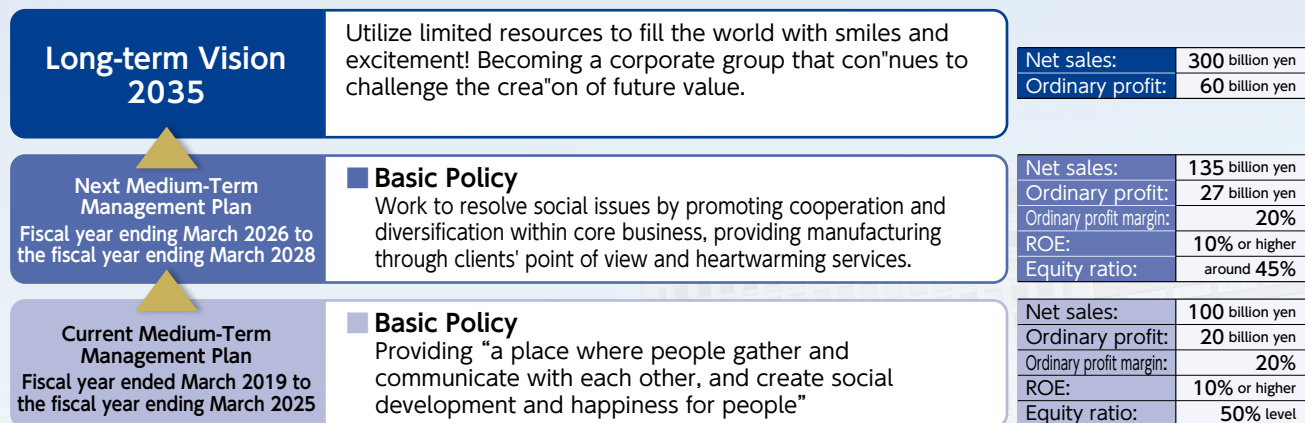 Long-term Vision
2035
Utilize limited resources to fill the world with smiles and
excitement! Becoming a corporate group that con"nues to
challenge the crea"on of future value.
Net sales: 300 billion yen
Ordinary profit: 60 billion yen
Next Medium-Term
Management Plan
Fiscal year ending March 2026 to
the fiscal year ending March 2028
Basic Policy
Work to resolve social issues by promoting cooperation and
diversification within core business, providing manufacturing
through clients' point of view and heartwarming services.
Net sales: 135 billion yen
Ordinary profit: 27 billion yen
Ordinary profit margin: 20%
ROE: 10% or higher
Equity ratio: around 45%
Current Medium-Term
Management Plan
Fiscal year ended March 2019 to
the fiscal year ending March 2025
Basic Policy
Providing “a place where people gather and
communicate with each other, and create social
development and happiness for people”
Net sales: 100 billion yen
Ordinary profit: 20 billion yen
Ordinary profit margin: 20%
ROE: 10% or higher
Equity ratio: 50% level